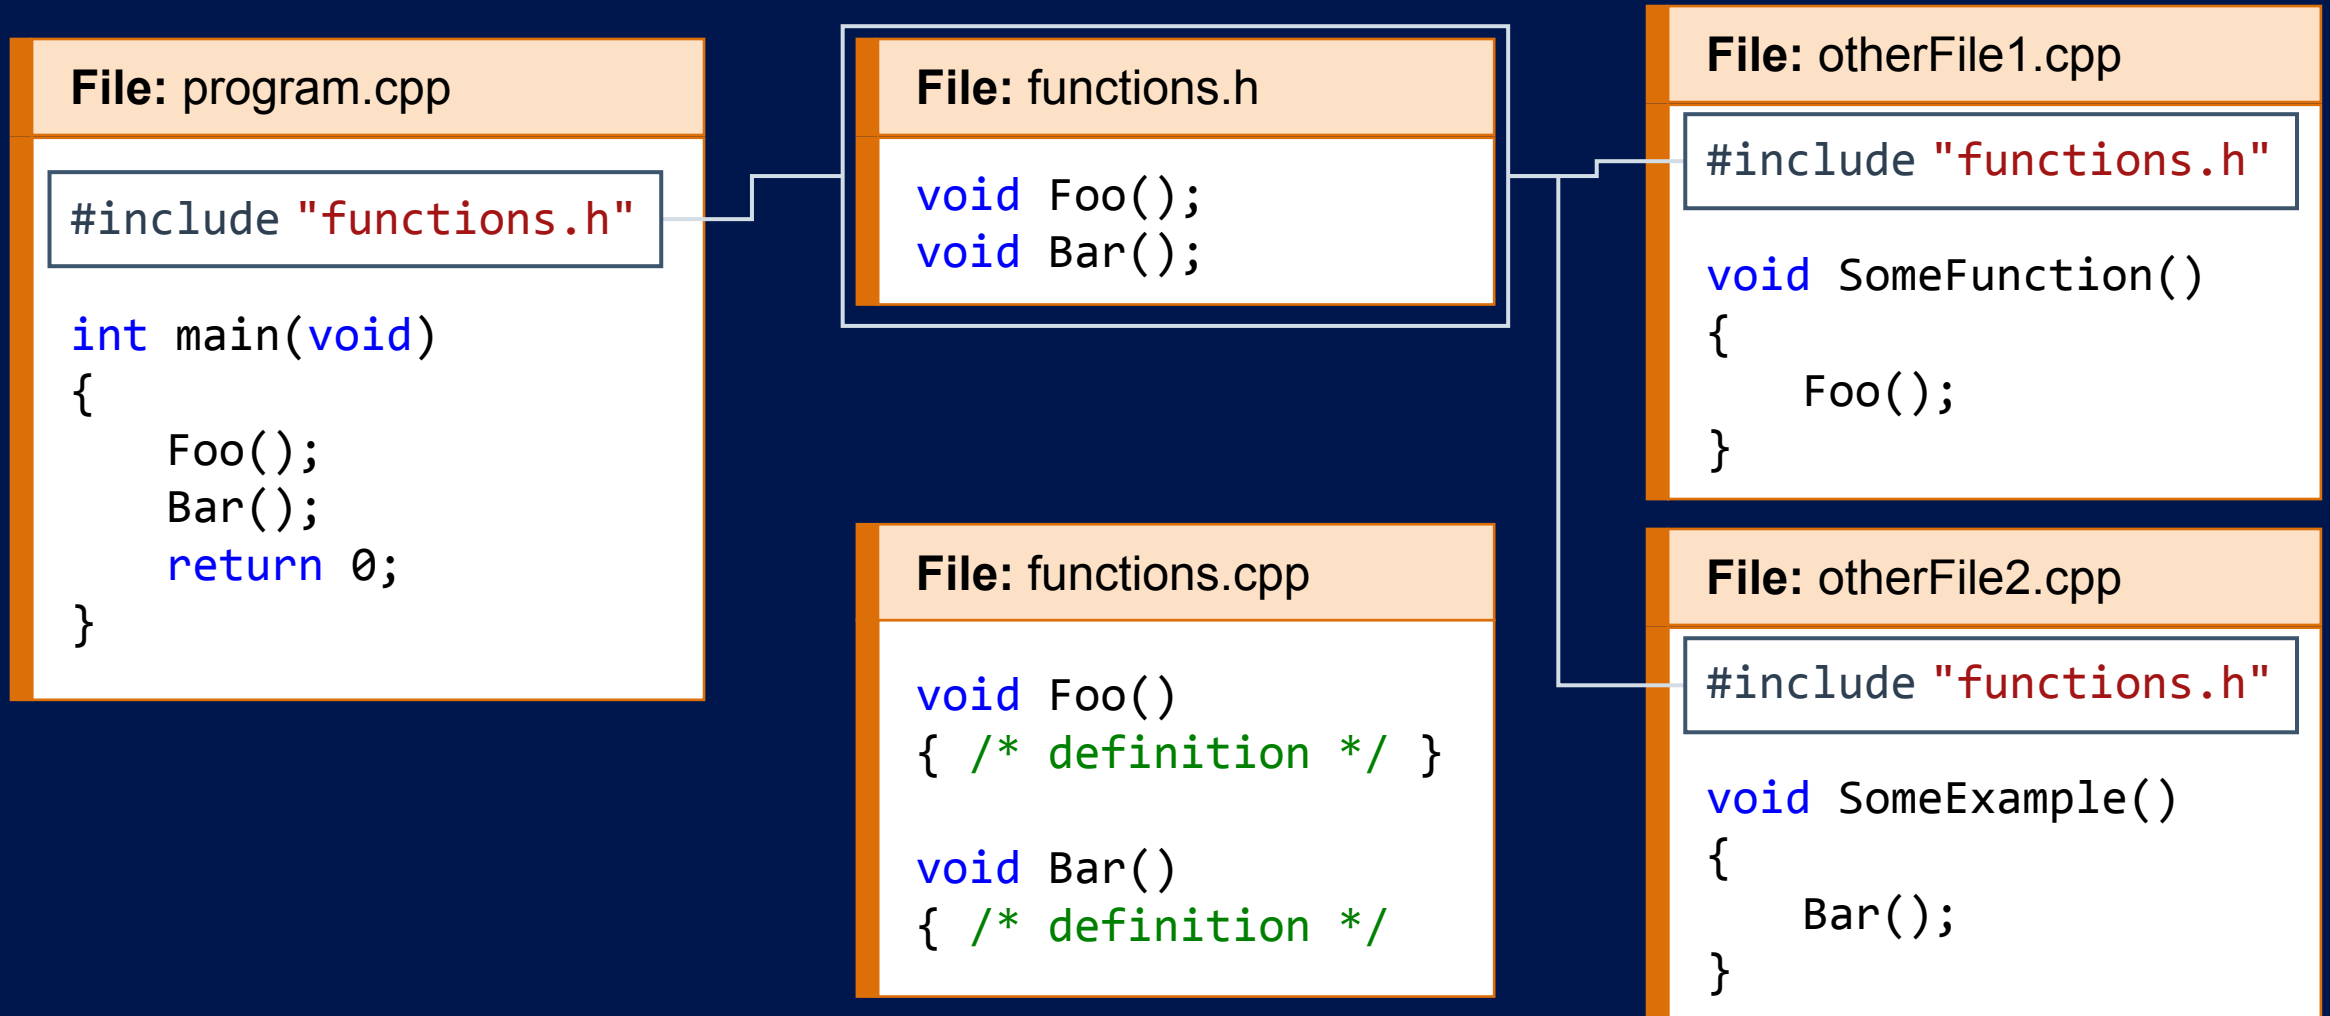 File: program.cpp
#include "functions.h"
int main(void)
{
    Foo();
    Bar();
    return 0;
}
File: functions.h
void Foo();
void Bar();
File: functions.cpp
void Foo()
{ /* definition */ }
void Bar()
{ /* definition */
File: otherFile1.cpp
#include "functions.h"
void SomeFunction()
{
    Foo();
}
File: otherFile2.cpp
#include "functions.h"
void SomeExample()
{
    Bar();
}